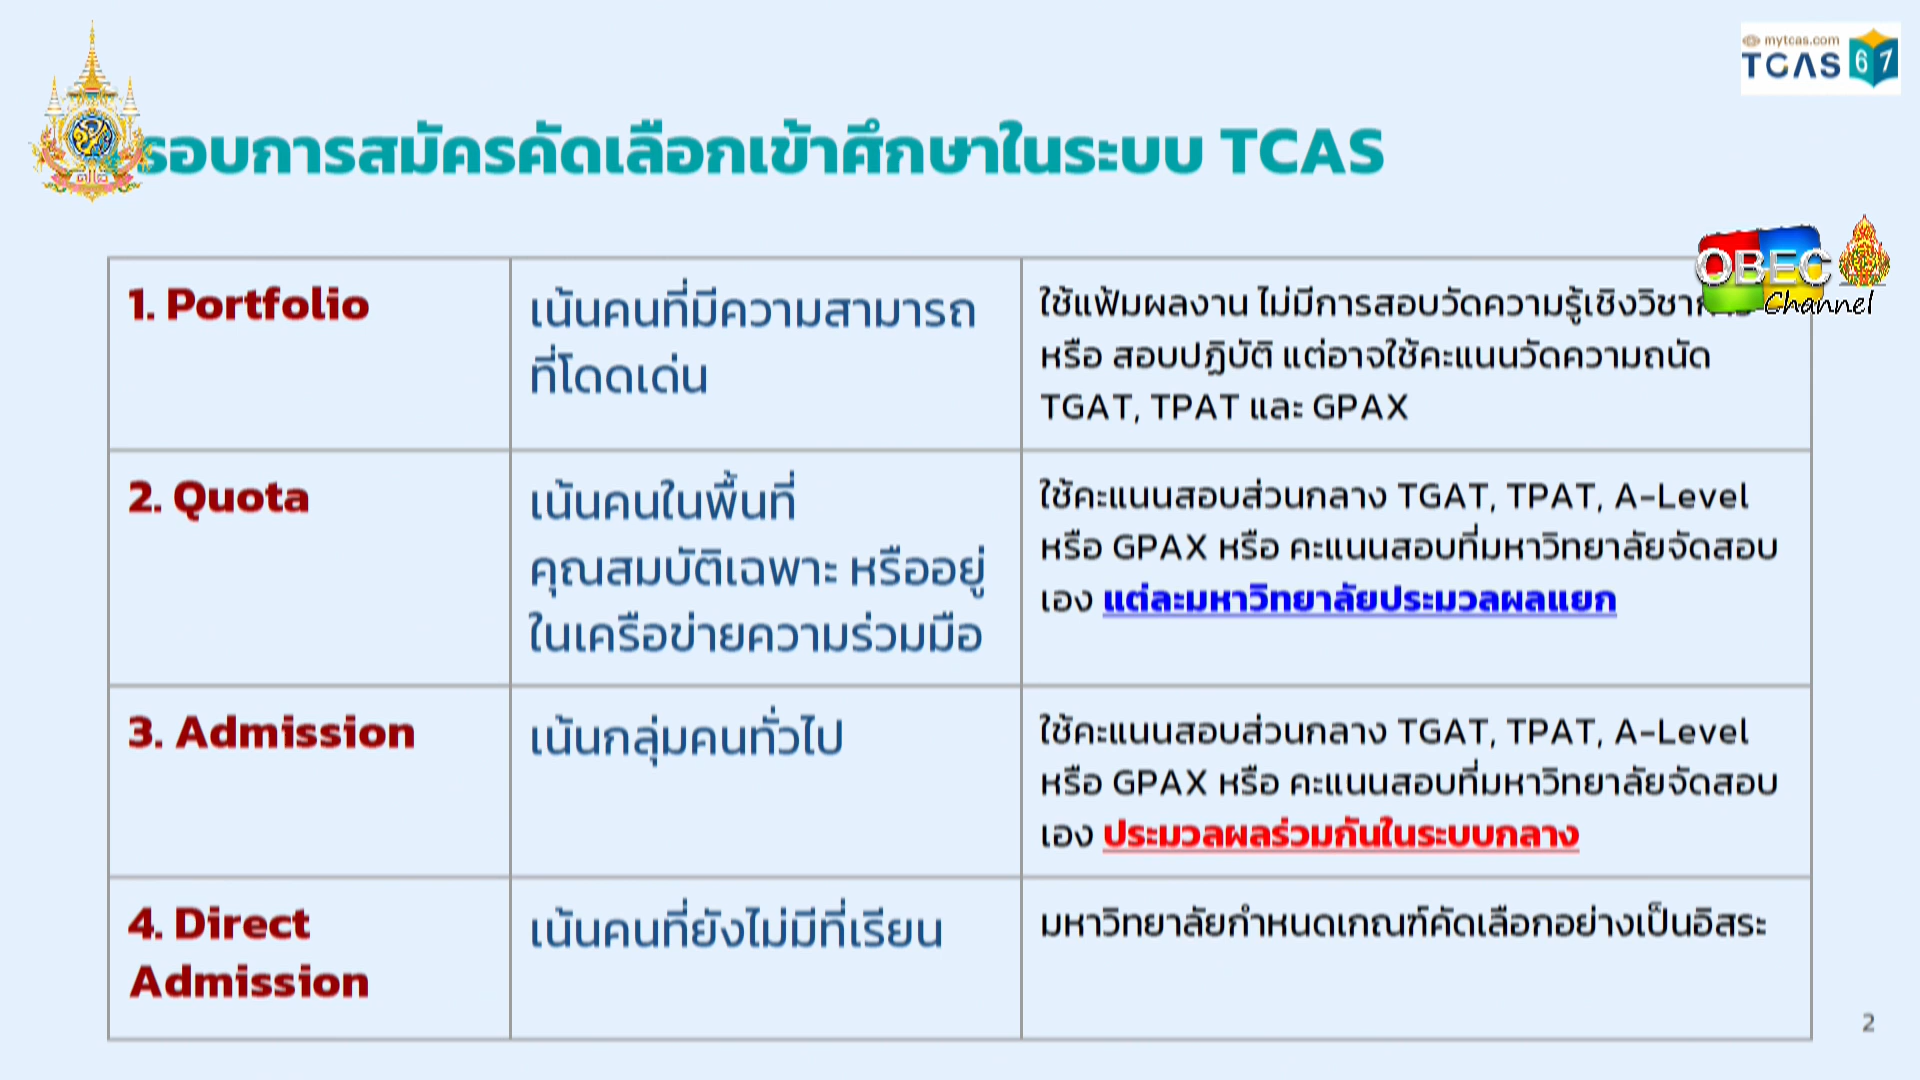 mytcas.com
TCAS 67
รอบการสมัครคัดเลือกเข้าศึกษาในระบบ TCAS
OBEC
Channel
1. Portfolio
เน้นคนที่มีความสามารถ
ที่โดดเด่น
ใช้แฟ้มผลงาน ไม่มีการสอบวัดความรู้เชิงวิชาการ
หรือ สอบปฏิบัติ แต่อาจใช้คะแนนวัดความถนัด
TGAT, TPAT และ GPAX
2. Quota
เน้นคนในพื้นที่
คุณสมบัติเฉพาะ หรืออยู่
ในเครือข่ายความร่วมมือ
ใช้คะแนนสอบส่วนกลาง TGAT, TPAT, A-Level
หรือ GPAX หรือ คะแนนสอบที่มหาวิทยาลัยจัดสอบ
เอง แต่ละมหาวิทยาลัยประมวลผลแยก
3. Admission
เน้นกลุ่มคนทั่วไป
ใช้คะแนนสอบส่วนกลาง TGAT, TPAT, A-Level
หรือ GPAX หรือ คะแนนสอบที่มหาวิทยาลัยจัดสอบ
เอง ประมวลผลร่วมกันในระบบกลาง
4. Direct
Admission
เน้นคนที่ยังไม่มีที่เรียน
มหาวิทยาลัยกำหนดเกณฑ์คัดเลือกอย่างเป็นอิสระ
2